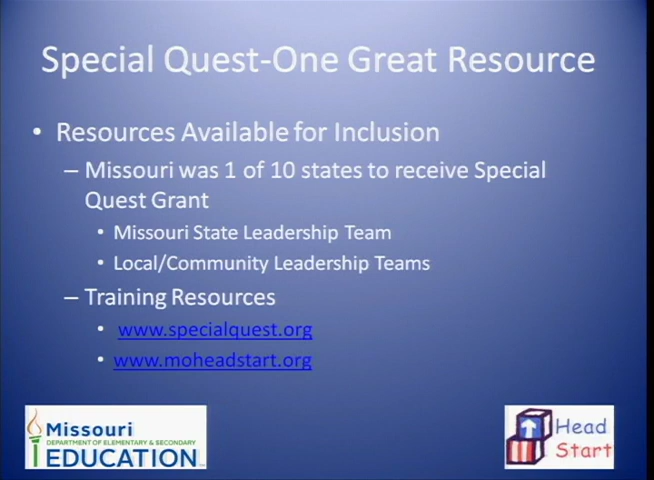 Special Quest-One Great Resource
• Resources Available for Inclusion
– Missouri was 1 of 10 states to receive Special
Quest Grant
• Missouri State Leadership Team
• Local/Community Leadership Teams
– Training Resources
• www.specialquest.org
• www.moheadstart.org
Missouri
DEPARTMENT OF ELEMENTARY & SECONDARY
EDUCATION
Head
Start